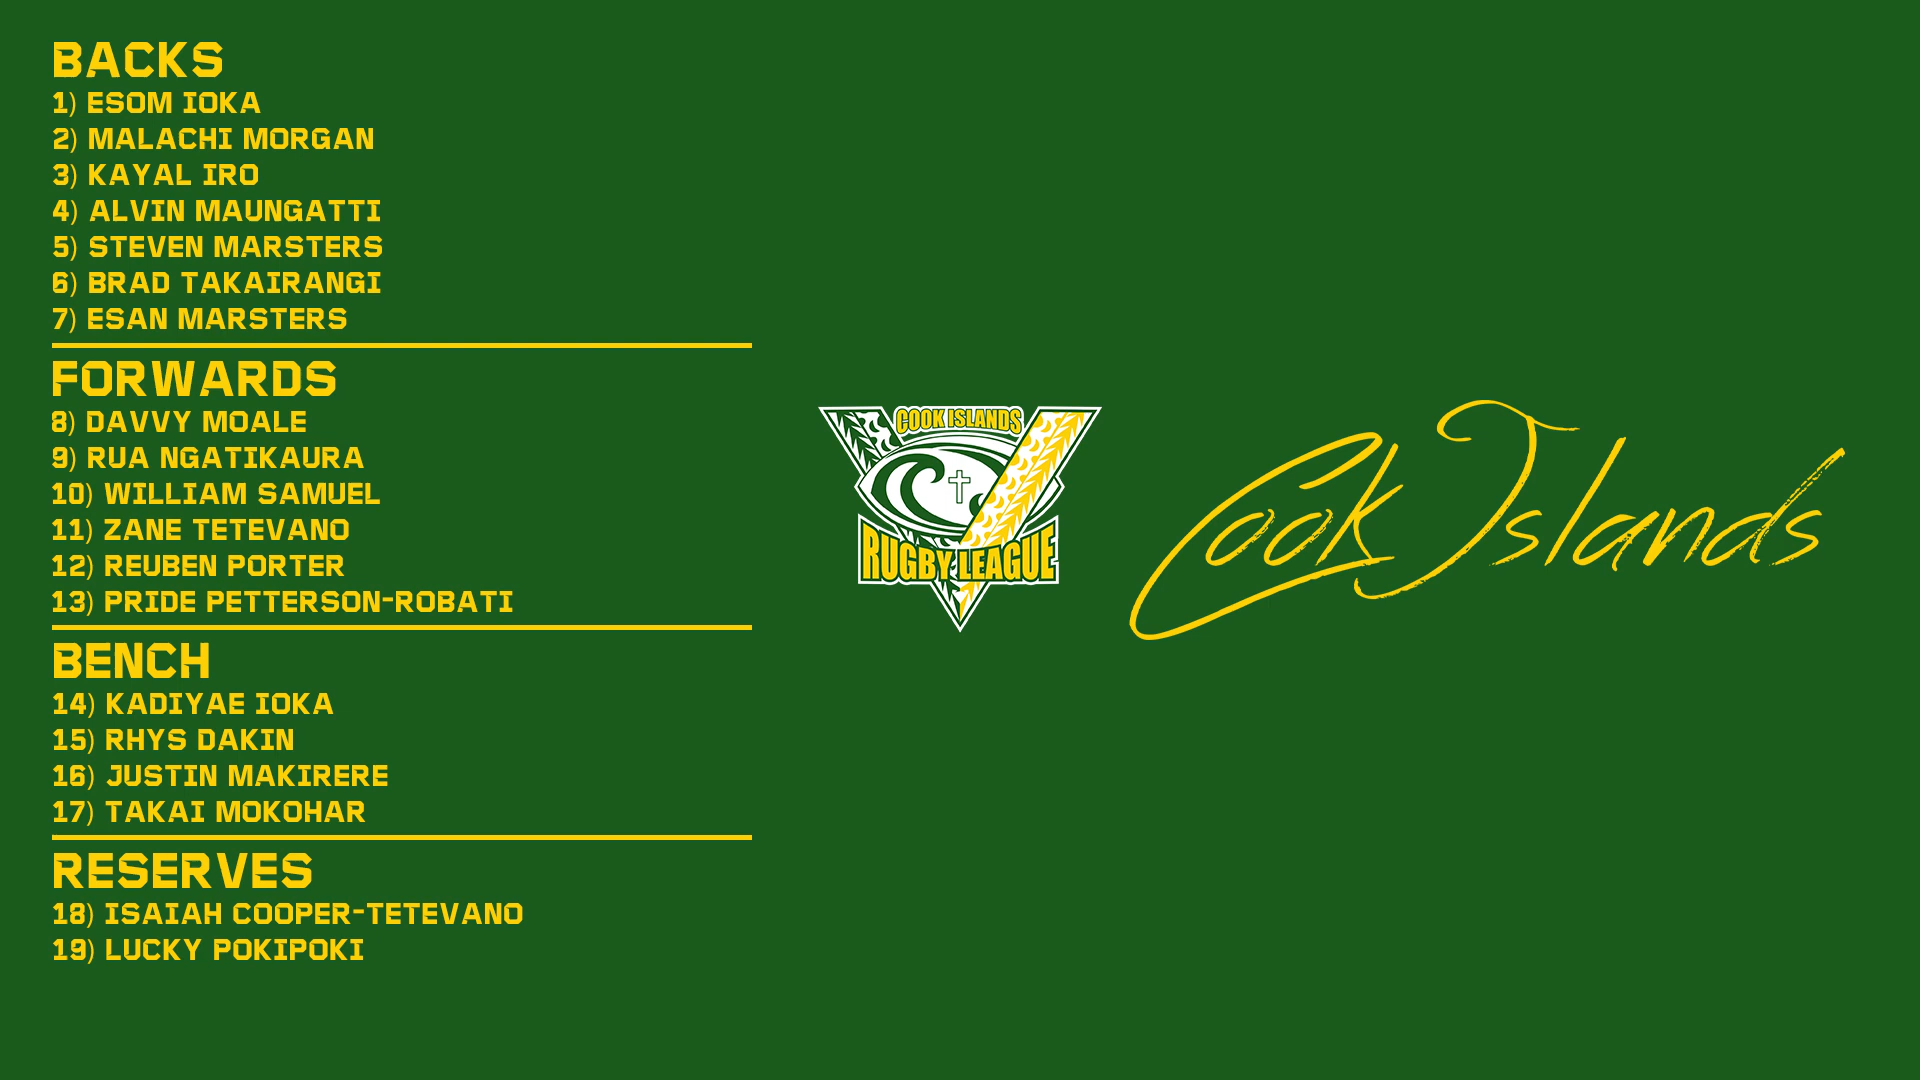 BACKS
1) ESOM IOKA
2) MALACHI MORGAN
3) KAYAL IRO
4) ALVIN MAUNGATTI
5) STEVEN MARSTERS
6) BRAD TAKAIRANGI
7) ESAN MARSTERS
FORWARDS
8) DAVVY MOALE
9) RUA NGATIKAURA
10) WILLIAM SAMUEL
11) ZANE TETEVANO
12) REUBEN PORTER
13) PRIDE PETTERSON-ROBATI
BENCH
14) KADIYAE IOKA
15) RHYS DAKIN
16) JUSTIN MAKIRERE
17) TAKAI MOKOHAR
RESERVES
18) ISAIAH COOPER-TETEVANO
19) LUCKY POKIPOKI
COOK ISLANDS
RUGBY LEAGUE
Cook Islands